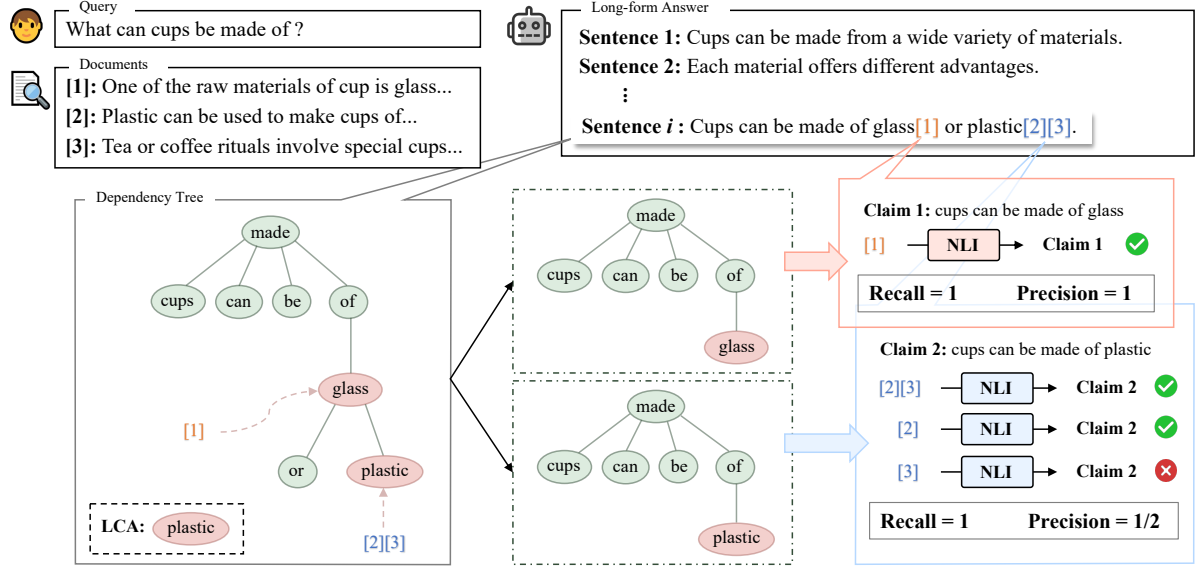 Query
What can cups be made of ?
Documents
[1]: One of the raw materials of cup is glass...
[2]: Plastic can be used to make cups of...
[3]: Tea or coffee rituals involve special cups...
Long-form Answer
Sentence 1: Cups can be made from a wide variety of materials.
Sentence 2: Each material offers different advantages.
⋮
Sentence i : Cups can be made of glass[1] or plastic[2][3].
Dependency Tree
made
cups can be of
glass
[1]
or plastic
LCA: plastic
[2][3]
made
cups can be of
glass
made
cups can be of
plastic
Claim 1: cups can be made of glass
[1] NLI Claim 1
Recall = 1 Precision = 1
Claim 2: cups can be made of plastic
[2][3] NLI Claim 2
[2] NLI Claim 2
[3] NLI Claim 2
Recall = 1 Precision = 1/2